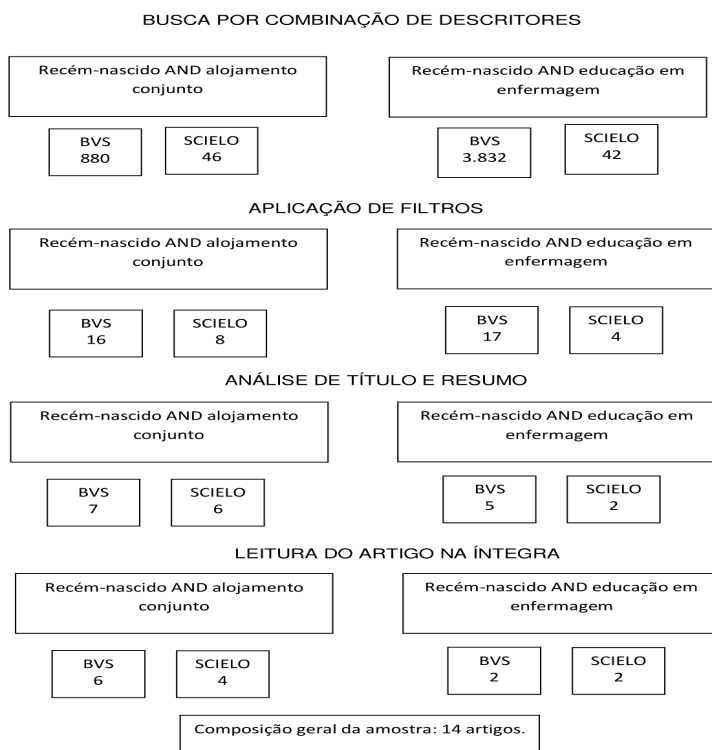 BUSCA POR COMBINAÇÃO DE DESCRITORES
Recém-nascido AND alojamento
conjunto
Recém-nascido AND educação em
enfermagem
BVS
880
SCIELO
46
BVS
3.832
SCIELO
42
APLICAÇÃO DE FILTROS
Recém-nascido AND alojamento
conjunto
Recém-nascido AND educação em
enfermagem
BVS
16
SCIELO
8
BVS
17
SCIELO
4
ANÁLISE DE TÍTULO E RESUMO
Recém-nascido AND alojamento
conjunto
Recém-nascido AND educação em
enfermagem
BVS
7
SCIELO
6
BVS
5
SCIELO
2
LEITURA DO ARTIGO NA ÍNTEGRA
Recém-nascido AND alojamento
conjunto
Recém-nascido AND educação em
enfermagem
BVS
6
SCIELO
4
BVS
2
SCIELO
2
Composição geral da amostra: 14 artigos.